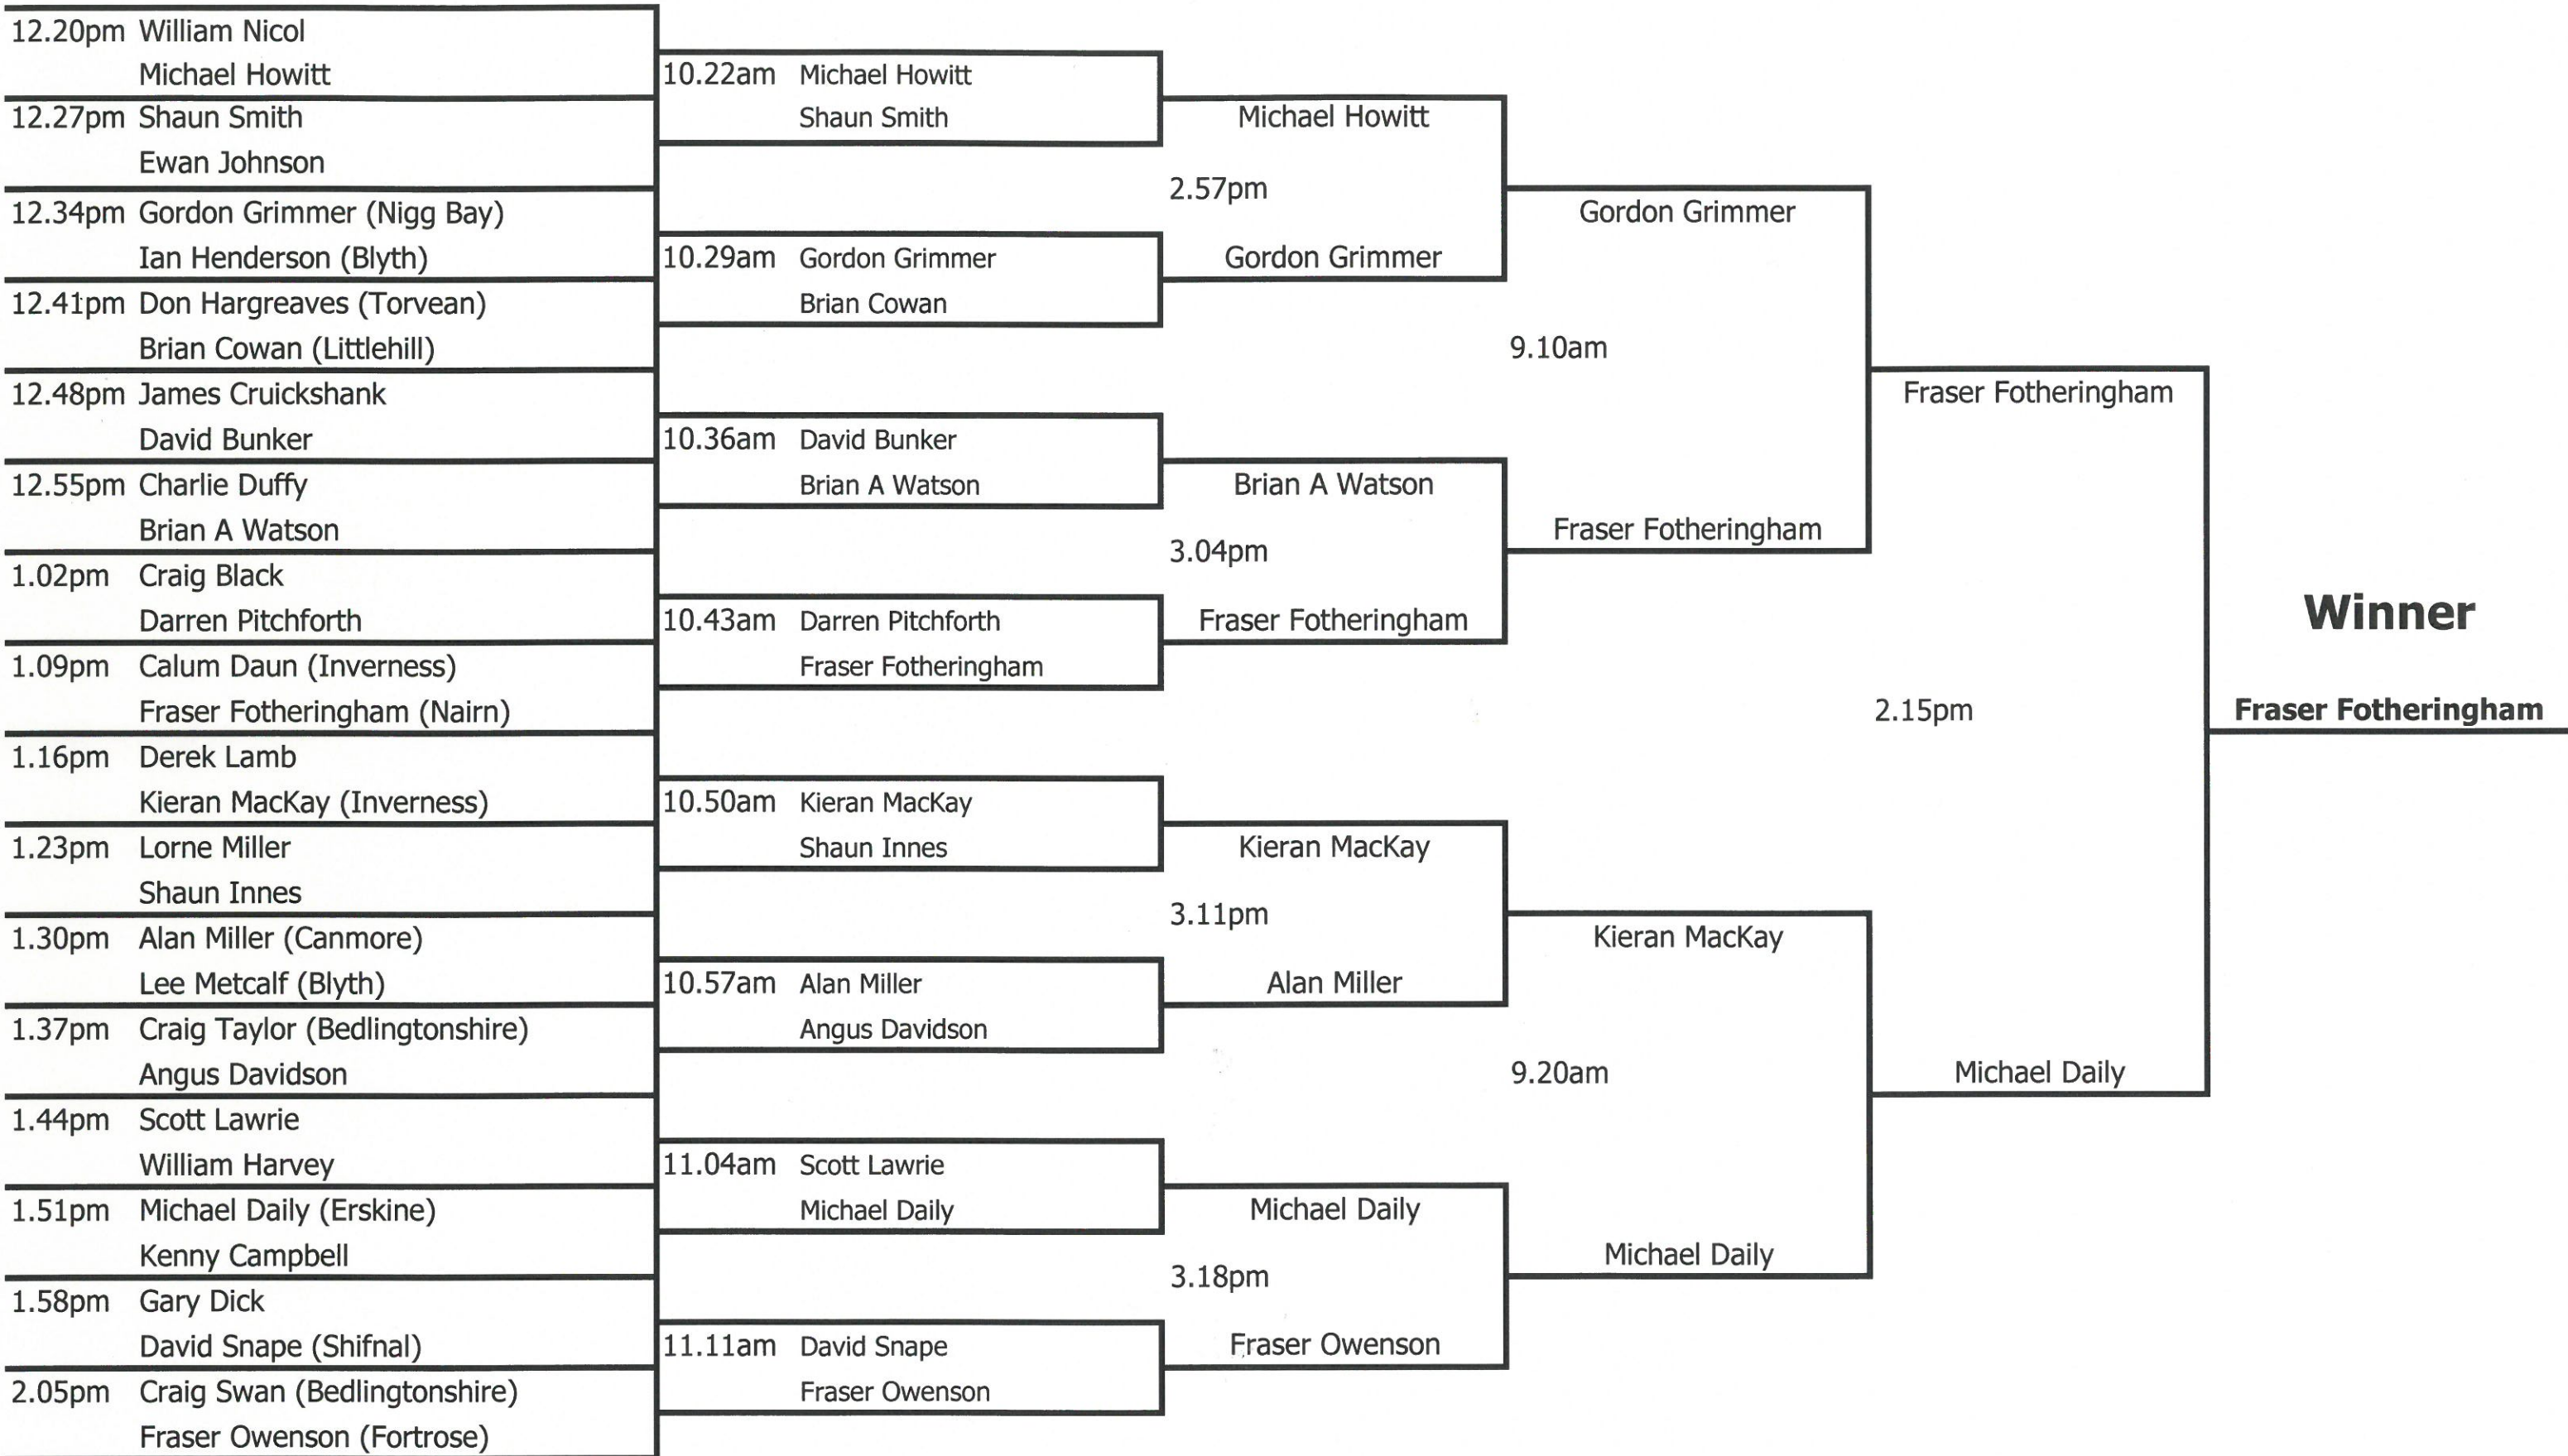 12.20pm William Nicol
Michael Howitt
12.27pm Shaun Smith
Ewan Johnson
12.34pm Gordon Grimmer (Nigg Bay)
Ian Henderson (Blyth)
12.41pm Don Hargreaves (Torvean)
Brian Cowan (Littlehill)
12.48pm James Cruickshank
David Bunker
12.55pm Charlie Duffy
Brian A Watson
1.02pm Craig Black
Darren Pitchforth
1.09pm Calum Daun (Inverness)
Fraser Fotheringham (Nairn)
1.16pm Derek Lamb
Kieran MacKay (Inverness)
1.23pm Lorne Miller
Shaun Innes
1.30pm Alan Miller (Canmore)
Lee Metcalf (Blyth)
1.37pm Craig Taylor (Bedlingtonshire)
Angus Davidson
1.44pm Scott Lawrie
William Harvey
1.51pm Michael Daily (Erskine)
Kenny Campbell
1.58pm Gary Dick
David Snape (Shifnal)
2.05pm Craig Swan (Bedlingtonshire)
Fraser Owenson (Fortrose)
10.22am Michael Howitt
Shaun Smith
10.29am Gordon Grimmer
Brian Cowan
10.36am David Bunker
Brian A Watson
10.43am Darren Pitchforth
Fraser Fotheringham
10.50am Kieran MacKay
Shaun Innes
10.57am Alan Miller
Angus Davidson
11.04am Scott Lawrie
Michael Daily
11.11am David Snape
Fraser Owenson
Michael Howitt
2.57pm
Gordon Grimmer
Brian A Watson
3.04pm
Fraser Fotheringham
Kieran MacKay
3.11pm
Alan Miller
Michael Daily
3.18pm
Fraser Owenson
Gordon Grimmer
9.10am
Fraser Fotheringham
Kieran MacKay
9.20am
Michael Daily
Fraser Fotheringham
2.15pm
Michael Daily
Winner
Fraser Fotheringham